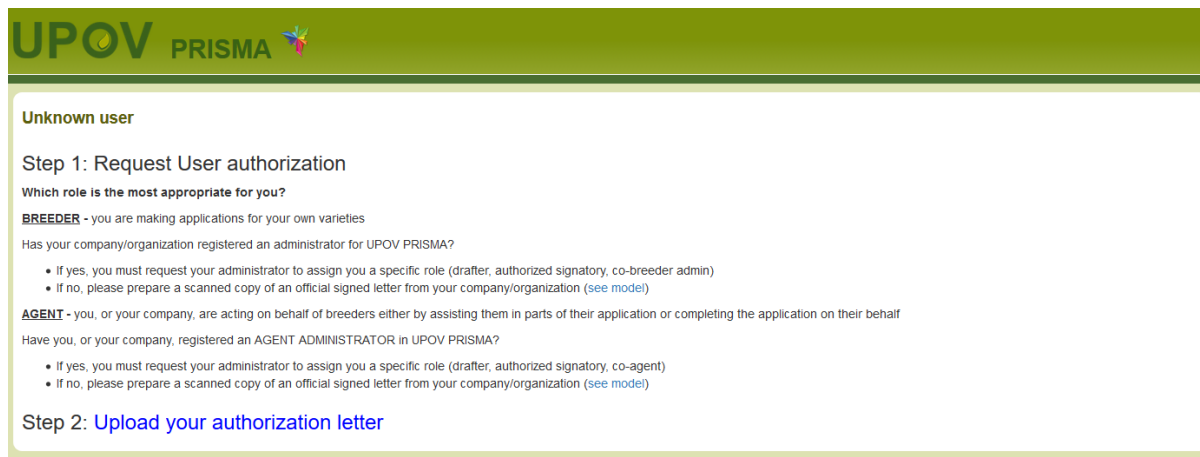 UPOV PRISMA
Unknown user
Step 1: Request User authorization
Which role is the most appropriate for you?
BREEDER - you are making applications for your own varieties
Has your company/organization registered an administrator for UPOV PRISMA?
• If yes, you must request your administrator to assign you a specific role (drafter, authorized signatory, co-breeder admin)
• If no, please prepare a scanned copy of an official signed letter from your company/organization (see model)
AGENT - you, or your company, are acting on behalf of breeders either by assisting them in parts of their application or completing the application on their behalf
Have you, or your company, registered an AGENT ADMINISTRATOR in UPOV PRISMA?
• If yes, you must request your administrator to assign you a specific role (drafter, authorized signatory, co-agent)
• If no, please prepare a scanned copy of an official signed letter from your company/organization (see model)
Step 2: Upload your authorization letter